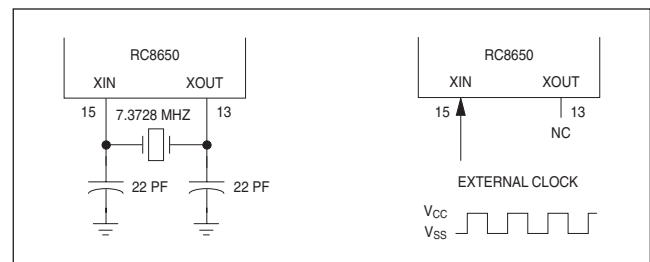 RC8650
XIN XOUT
15 7.3728 MHZ 13
22 PF 22 PF
RC8650
XIN XOUT
15 13
NC
EXTERNAL CLOCK
VCC
VSS